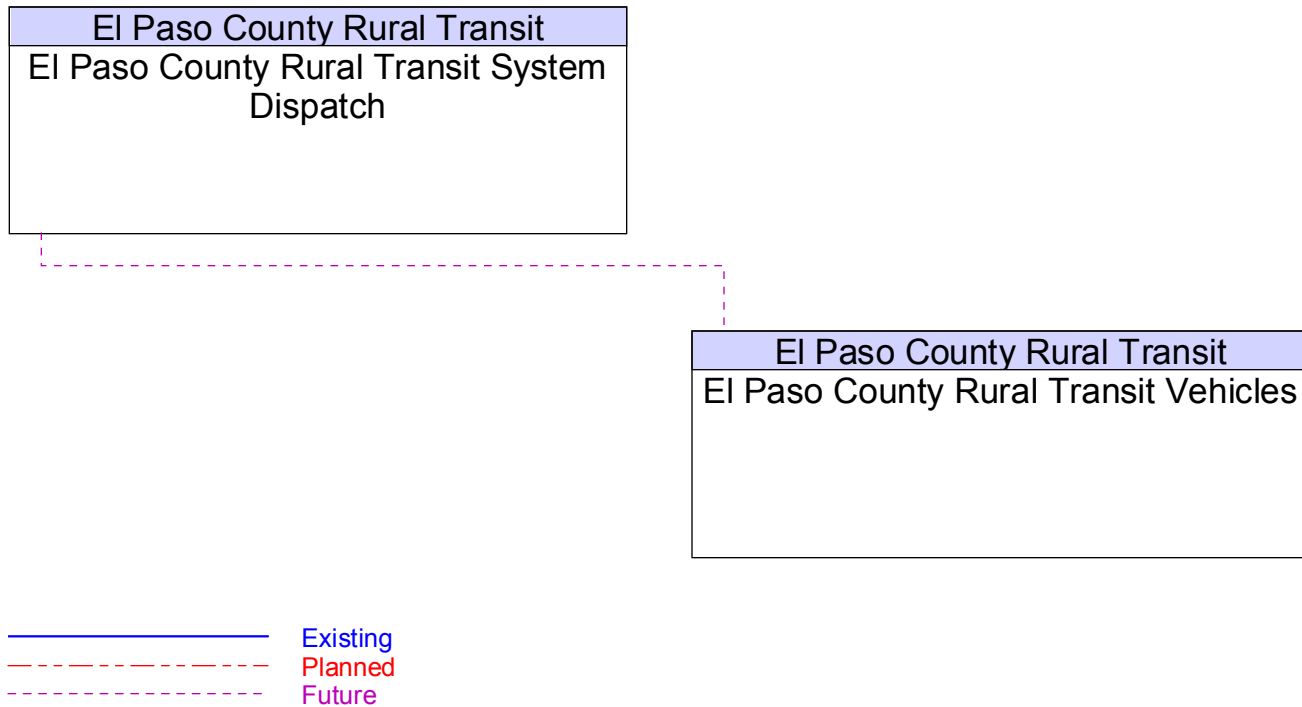 El Paso County Rural Transit
El Paso County Rural Transit System
Dispatch
El Paso County Rural Transit
El Paso County Rural Transit Vehicles
Existing
Planned
Future